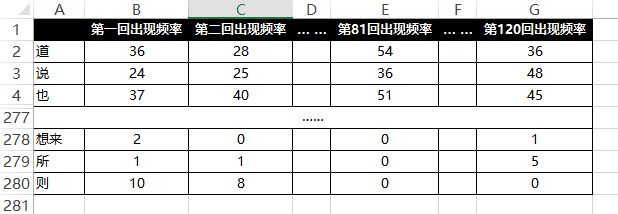 A B C D E F G
1 第一回出现频率 第二回出现频率 … … 第81回出现频率 … … 第120回出现频率
2 道 36 28 54 36
3 说 24 25 36 48
4 也 37 40 51 45
277 ……
278 想来 2 0 0 1
279 所 1 1 0 5
280 则 10 8 0 0
281